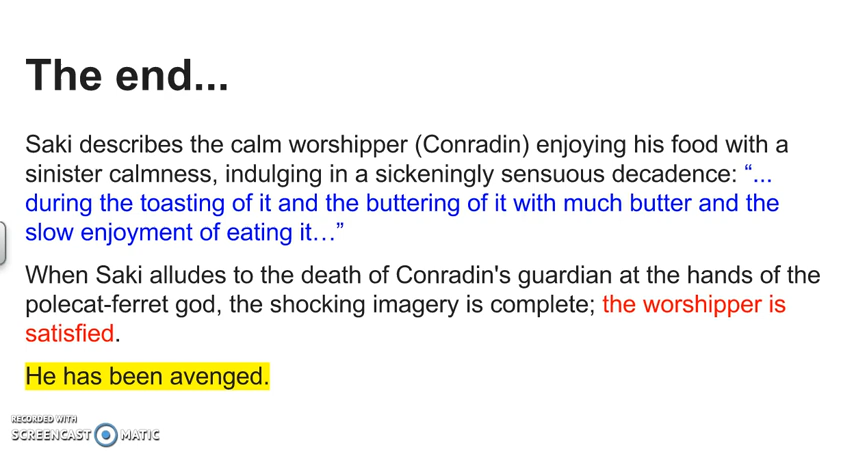 The end...
Saki describes the calm worshipper (Conradin) enjoying his food with a
sinister calmness, indulging in a sickeningly sensuous decadence: “...
during the toasting of it and the buttering of it with much butter and the
slow enjoyment of eating it…”
When Saki alludes to the death of Conradin's guardian at the hands of the
polecat-ferret god, the shocking imagery is complete; the worshipper is
satisfied.
He has been avenged.
RECORDED WITH
SCREENCAST MATIC